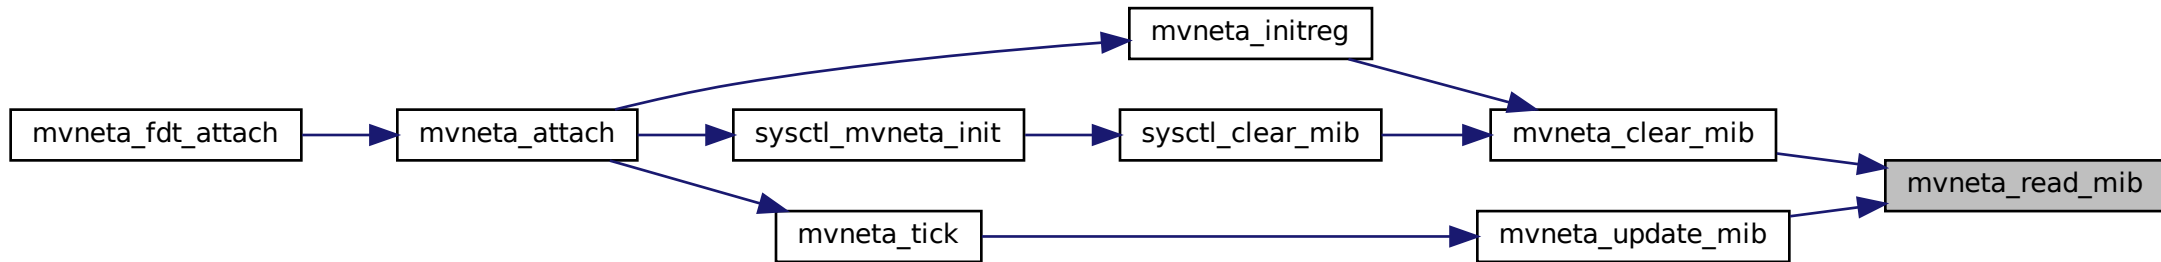 mvneta_initreg
mvneta_fdt_attach
mvneta_attach
sysctl_mvneta_init
sysctl_clear_mib
mvneta_clear_mib
mvneta_read_mib
mvneta_tick
mvneta_update_mib